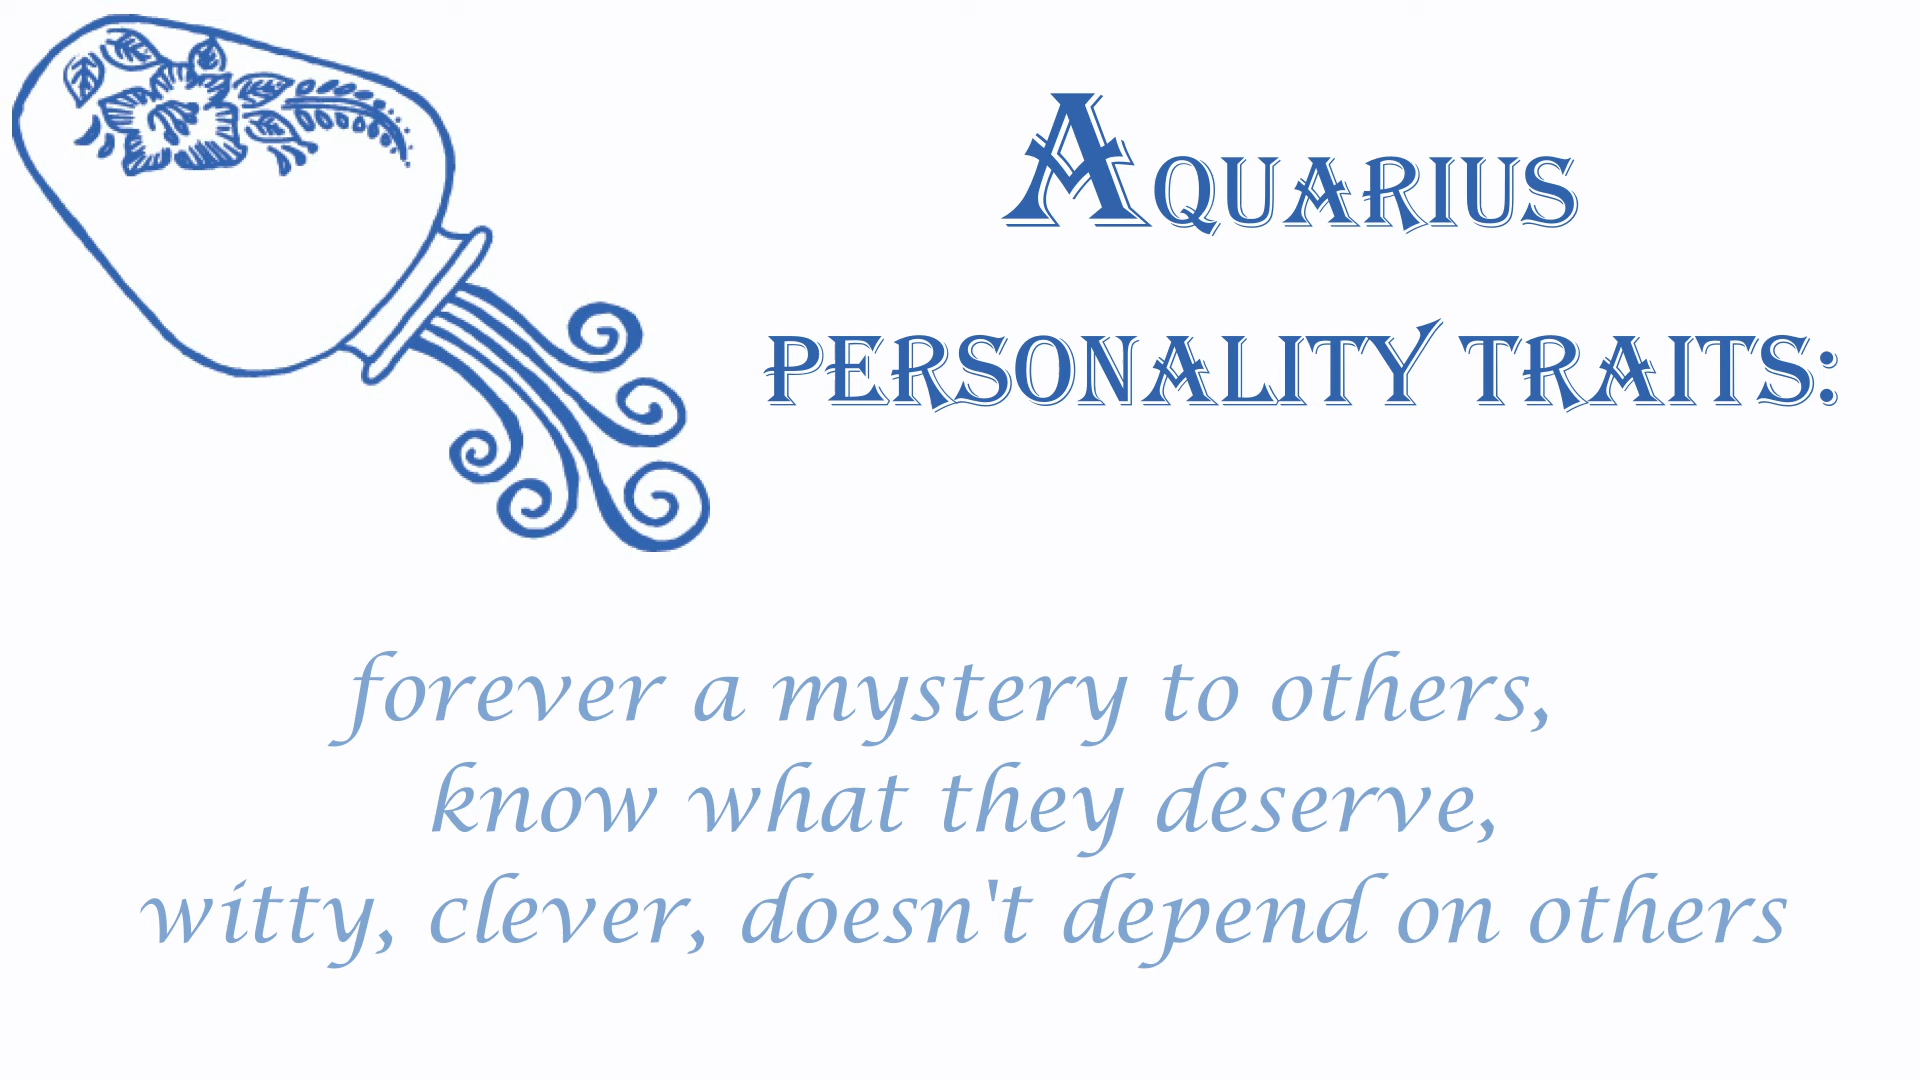 Aquarius
personality traits:
forever a mystery to others,
know what they deserve,
witty, clever, doesn't depend on others